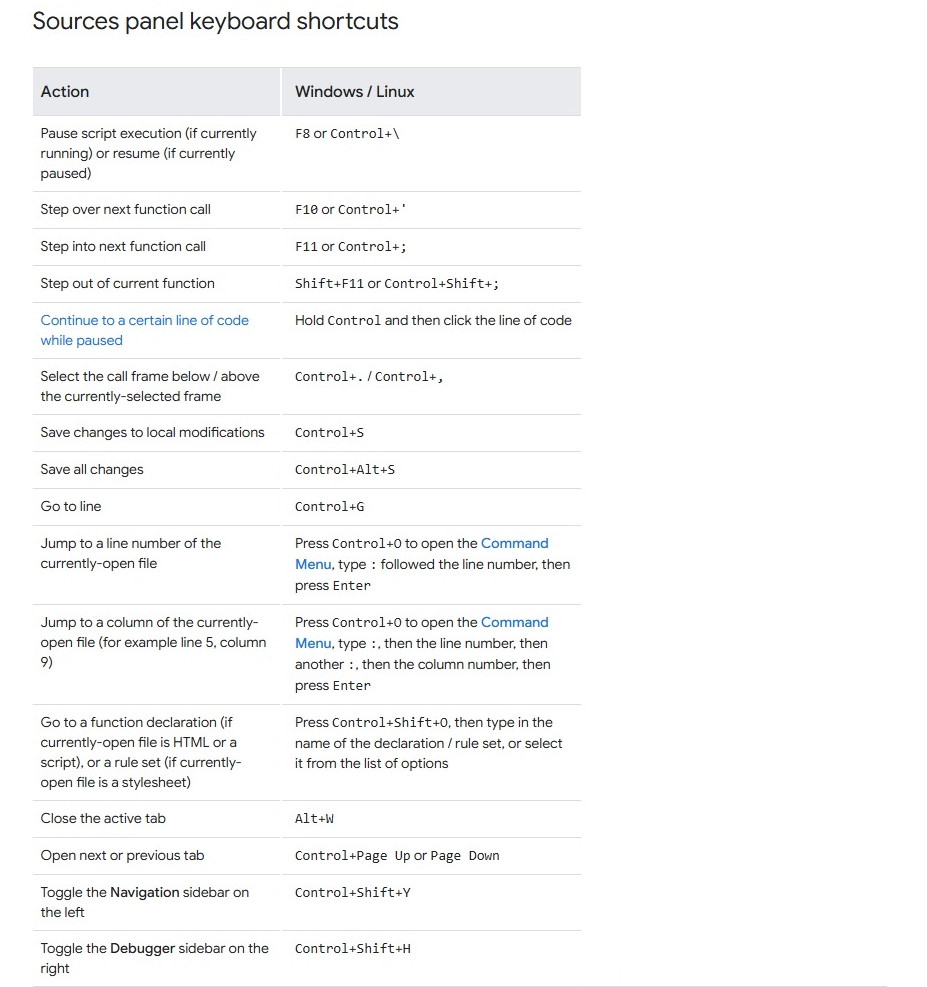 Sources panel keyboard shortcuts
Action
Windows / Linux
Pause script execution (if currently
running) or resume (if currently
paused)
F8 or Control+\
Step over next function call
F10 or Control+'
Step into next function call
F11 or Control+;
Step out of current function
Shift+F11 or Control+Shift+;
Continue to a certain line of code
while paused
Hold Control and then click the line of code
Select the call frame below / above
the currently-selected frame
Control+. / Control+,
Save changes to local modifications
Control+S
Save all changes
Control+Alt+S
Go to line
Control+G
Jump to a line number of the
currently-open file
Press Control+O to open the Command
Menu, type : followed the line number, then
press Enter
Jump to a column of the currently-
open file (for example line 5, column
9)
Press Control+O to open the Command
Menu, type :, then the line number, then
another :, then the column number, then
press Enter
Go to a function declaration (if
currently-open file is HTML or a
script), or a rule set (if currently-
open file is a stylesheet)
Press Control+Shift+O, then type in the
name of the declaration / rule set, or select
it from the list of options
Close the active tab
Alt+W
Open next or previous tab
Control+Page Up or Page Down
Toggle the Navigation sidebar on
the left
Control+Shift+Y
Toggle the Debugger sidebar on the
right
Control+Shift+H